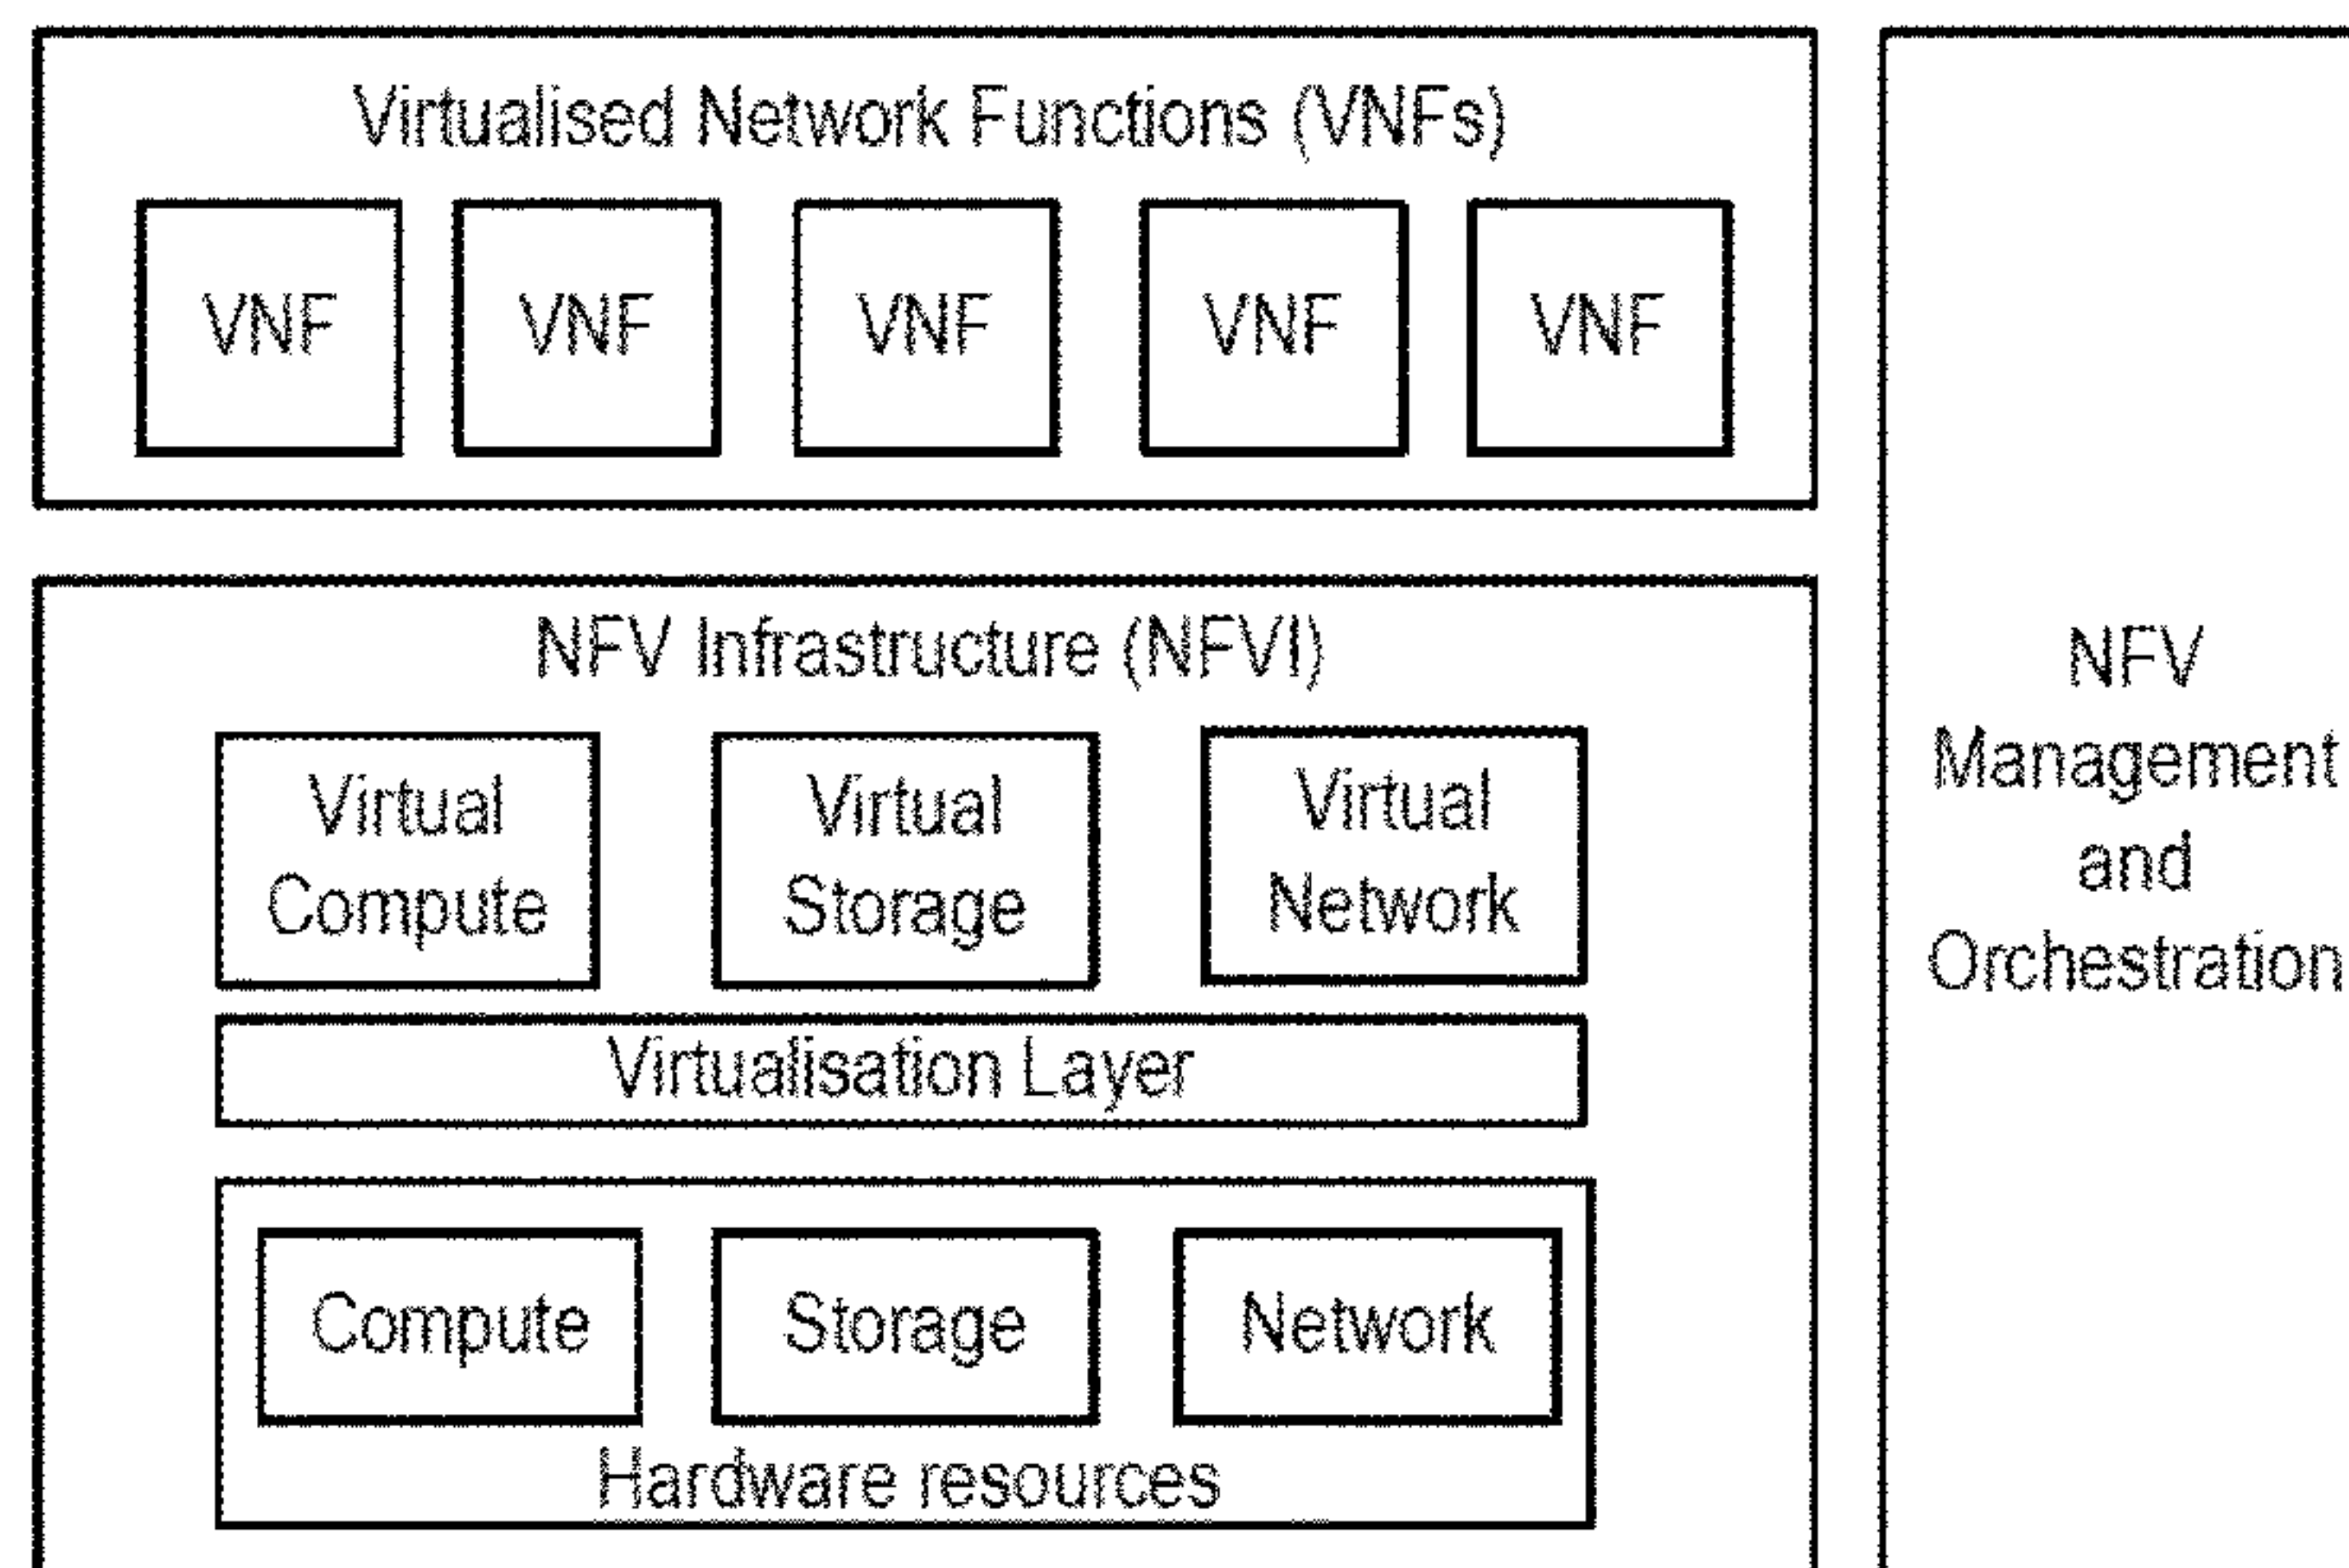 Virtualised Network Functions (VNFs)
VNF VNF VNF VNF VNF
NFV Infrastructure (NFVI)
Virtual
Compute
Virtual
Storage
Virtual
Network
Virtualisation Layer
Compute Storage Network
Hardware resources
NFV
Management
and
Orchestration